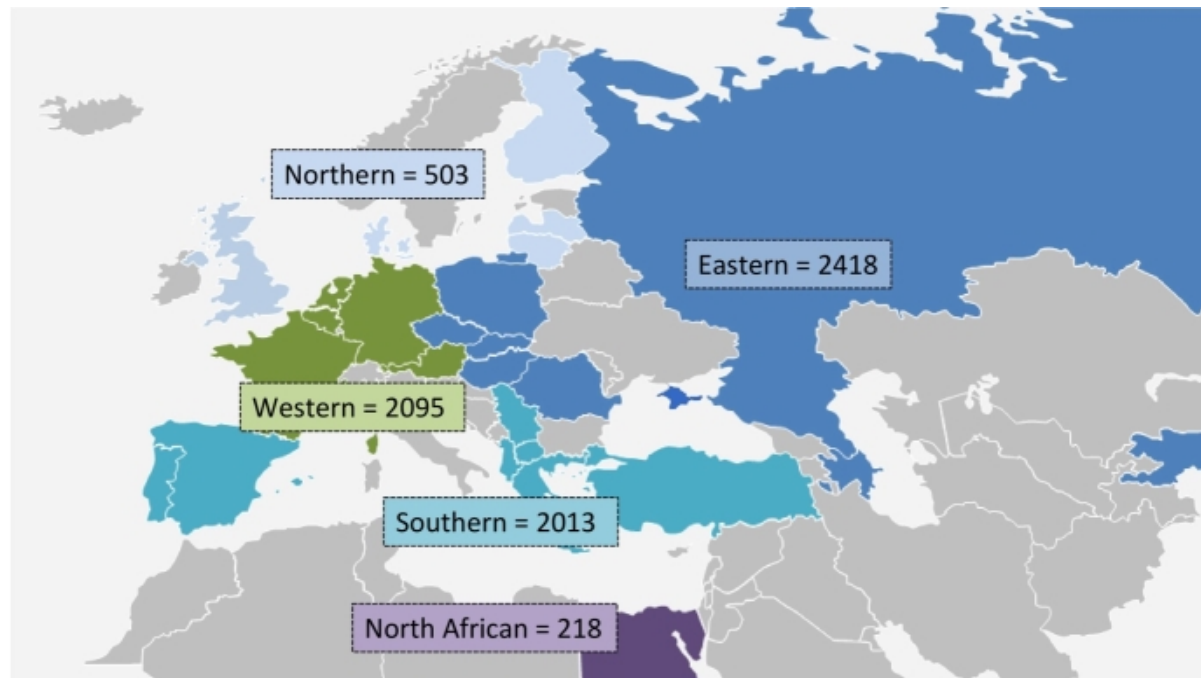 Northern = 503
Eastern = 2418
Western = 2095
Southern = 2013
North African = 218